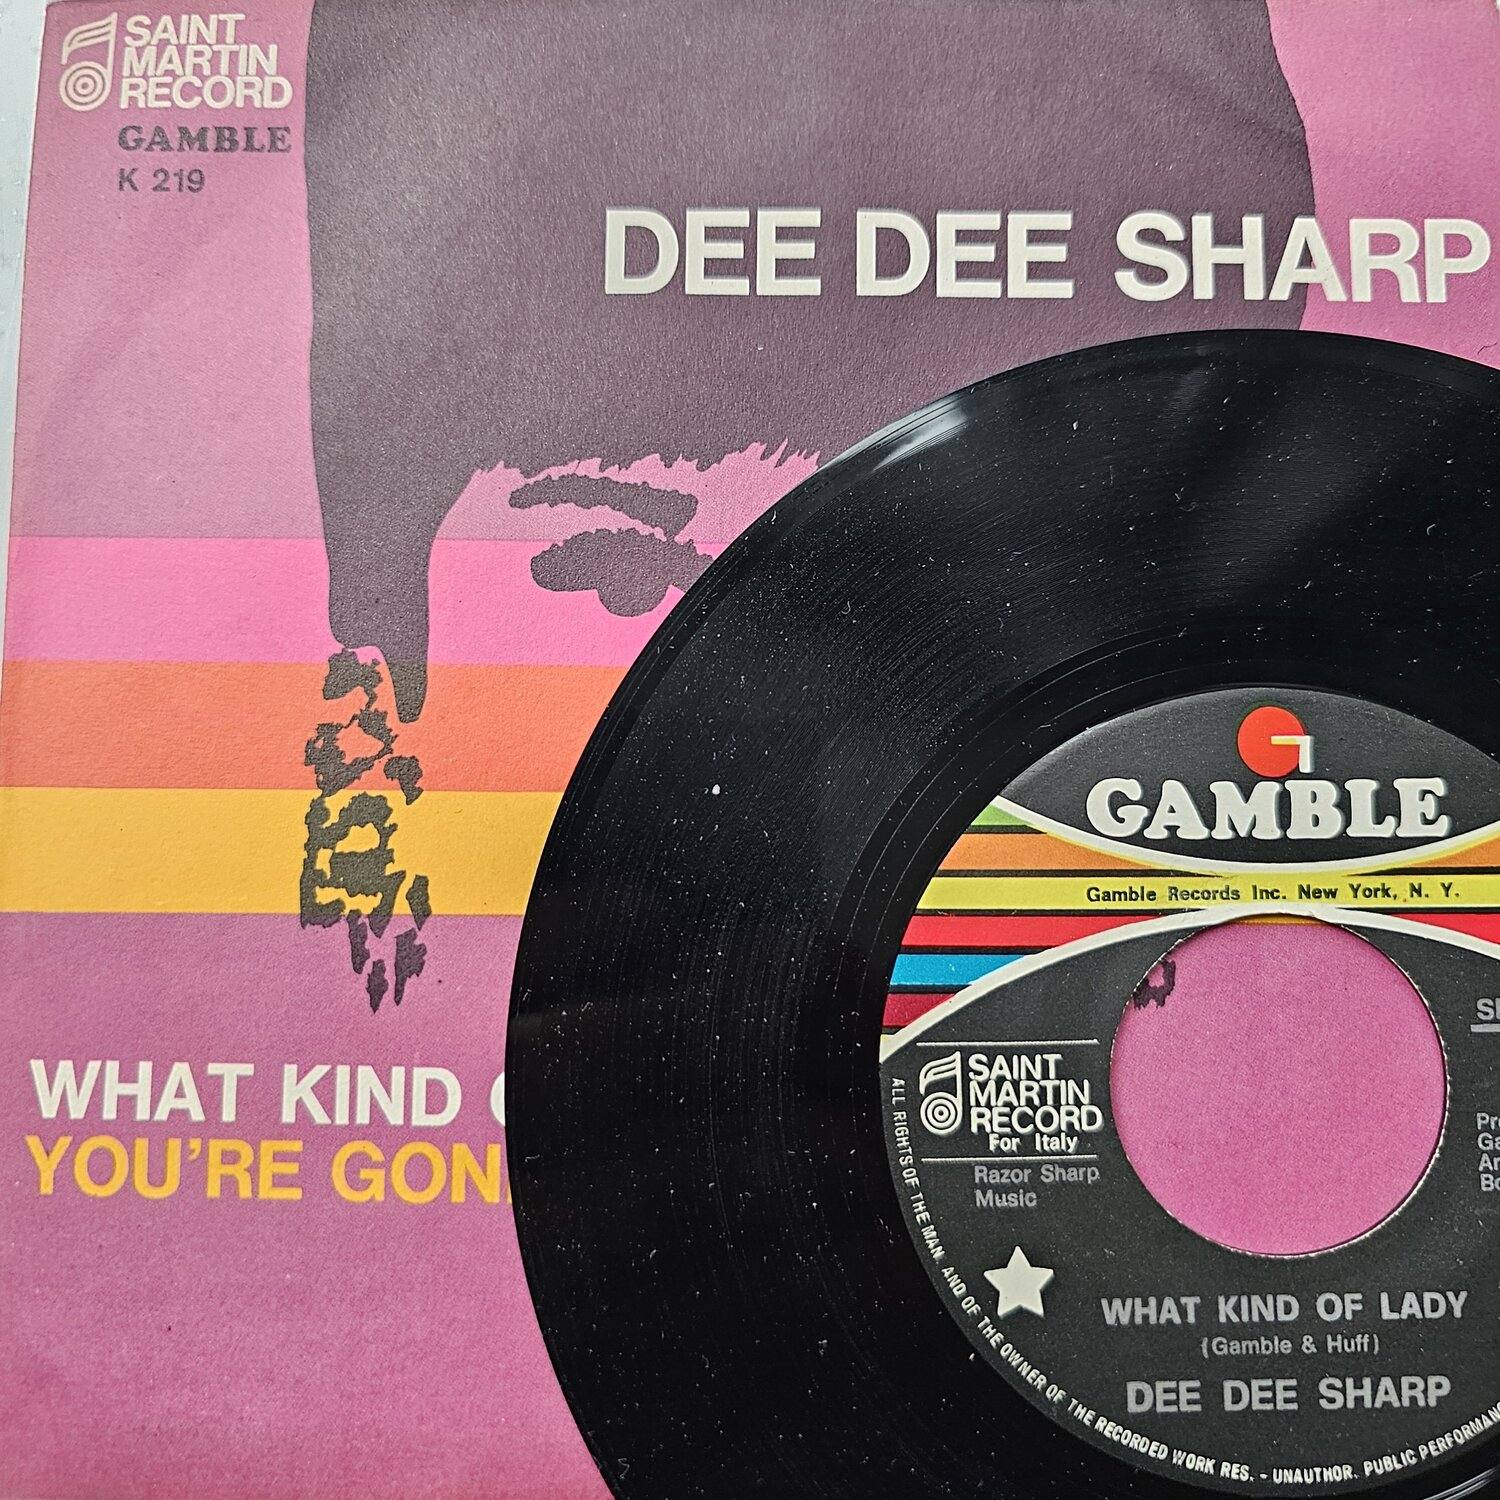 SAINT
MARTIN
RECORD
GAMBLE
K 219
DEE DEE SHARP
WHAT KIND
YOU'RE
GAMBLE
Gamble Records Inc. New York, N. Y.
SAINT
MARTIN
RECORD
For Italy
Razor Sharp
Music
WHAT KIND OF LADY
(Gamble & Huff)
DEE DEE SHARP
ALL RIGHTS OF THE MAN. AND OF THE OWNER OF THE RECORDED WORK RES. - UNAUTHOR. PUBLIC